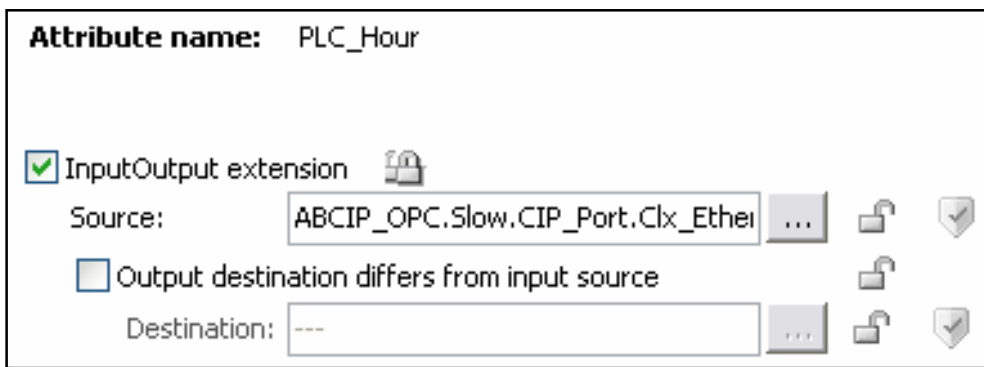 Attribute name: PLC_Hour
InputOutput extension
Source: ABCIP_OPC.Slow.CIP_Port.Clx_Ether ...
Output destination differs from input source
Destination: --- ...